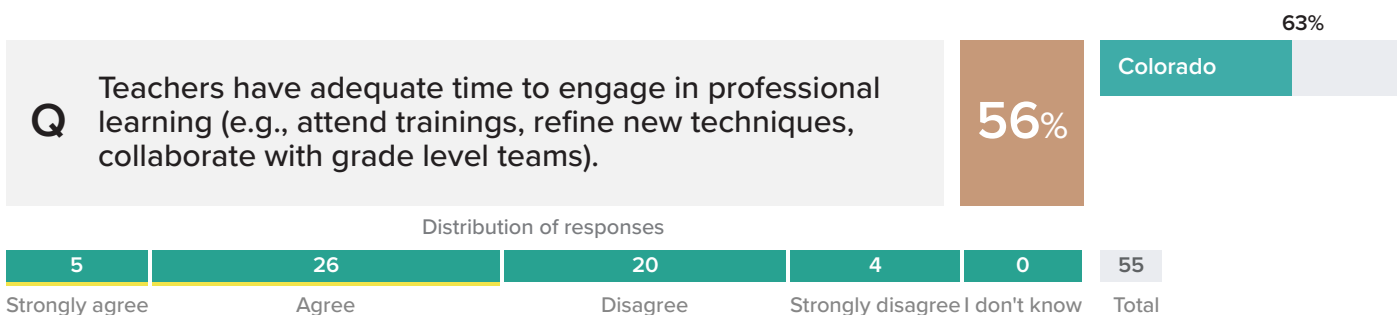 63%
Colorado
Q
Teachers have adequate time to engage in professional
learning (e.g., attend trainings, refine new techniques,
collaborate with grade level teams).
56%
Distribution of responses
5 26 20 4 0 55
Strongly agree Agree Disagree Strongly disagree I don't know Total